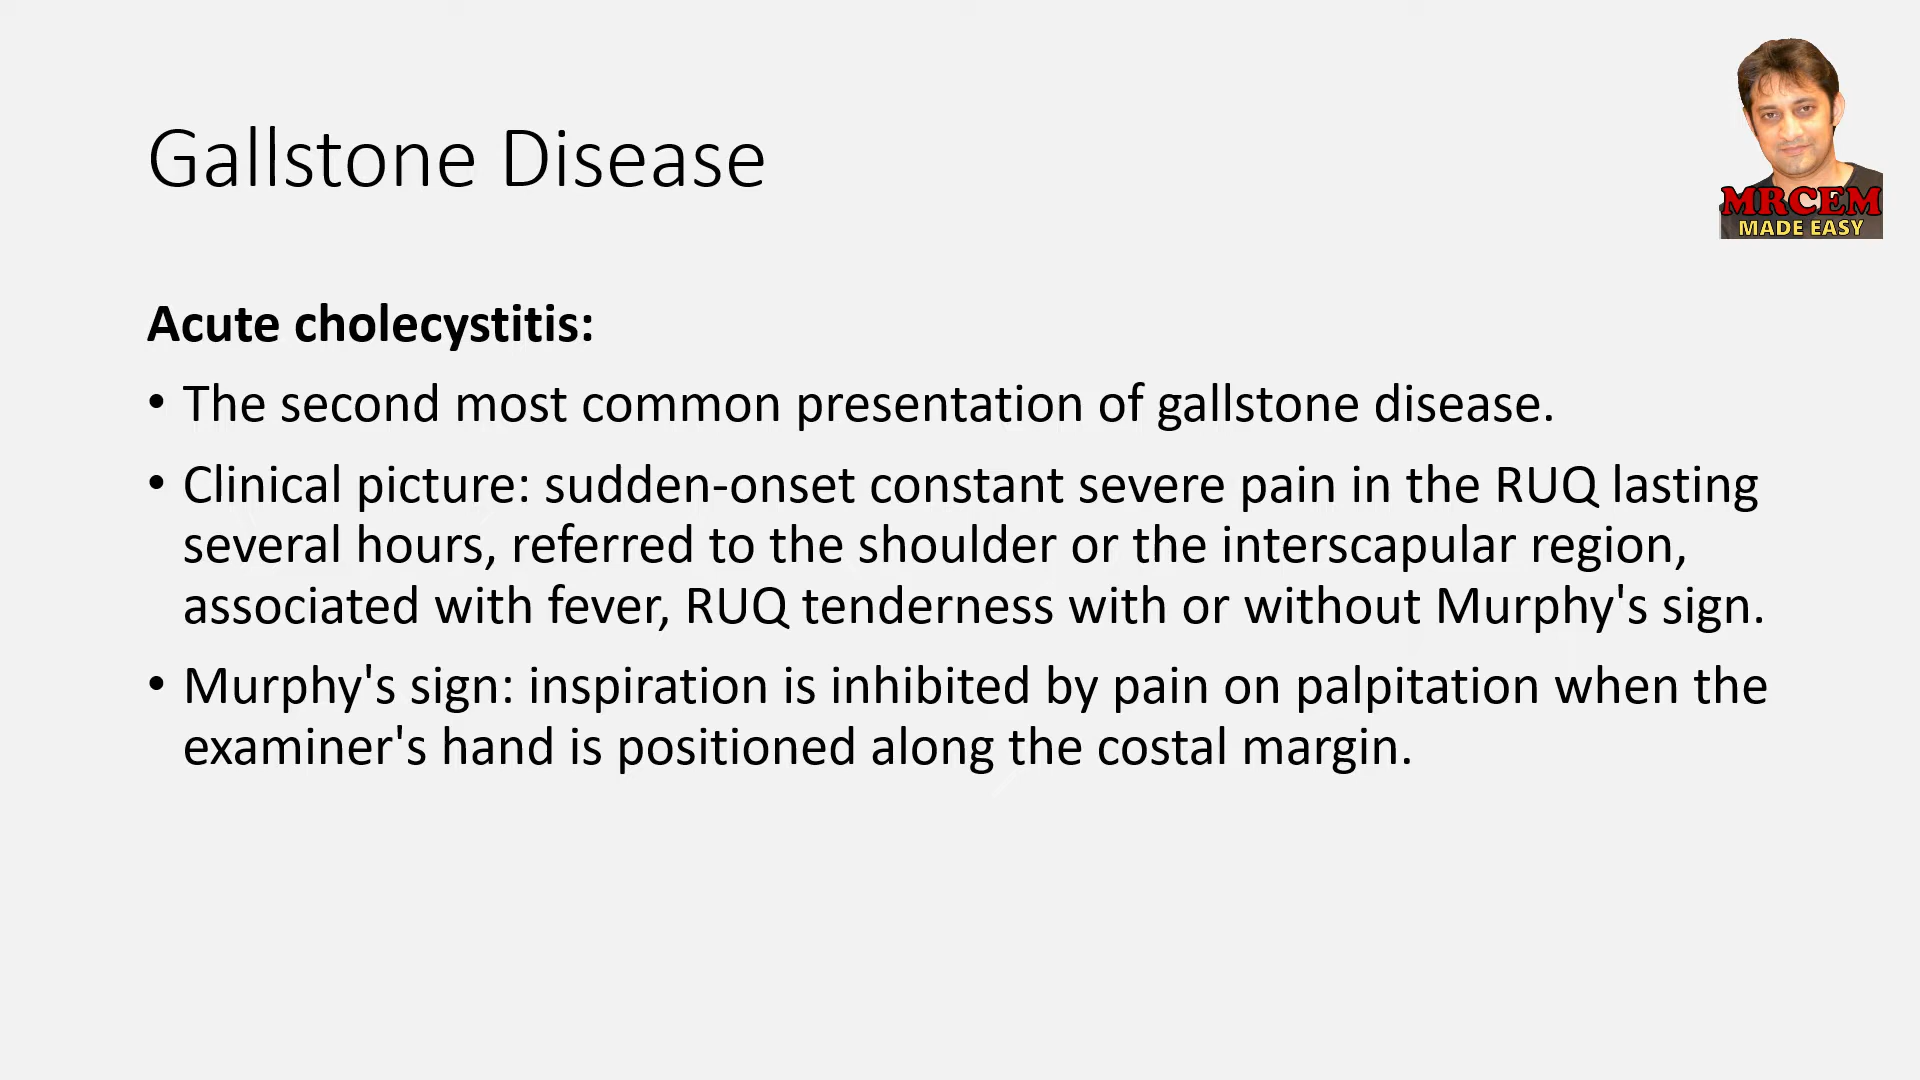 Gallstone Disease
MRCEM
MADE EASY
Acute cholecystitis:
• The second most common presentation of gallstone disease.
• Clinical picture: sudden-onset constant severe pain in the RUQ lasting
several hours, referred to the shoulder or the interscapular region,
associated with fever, RUQ tenderness with or without Murphy's sign.
• Murphy's sign: inspiration is inhibited by pain on palpitation when the
examiner's hand is positioned along the costal margin.